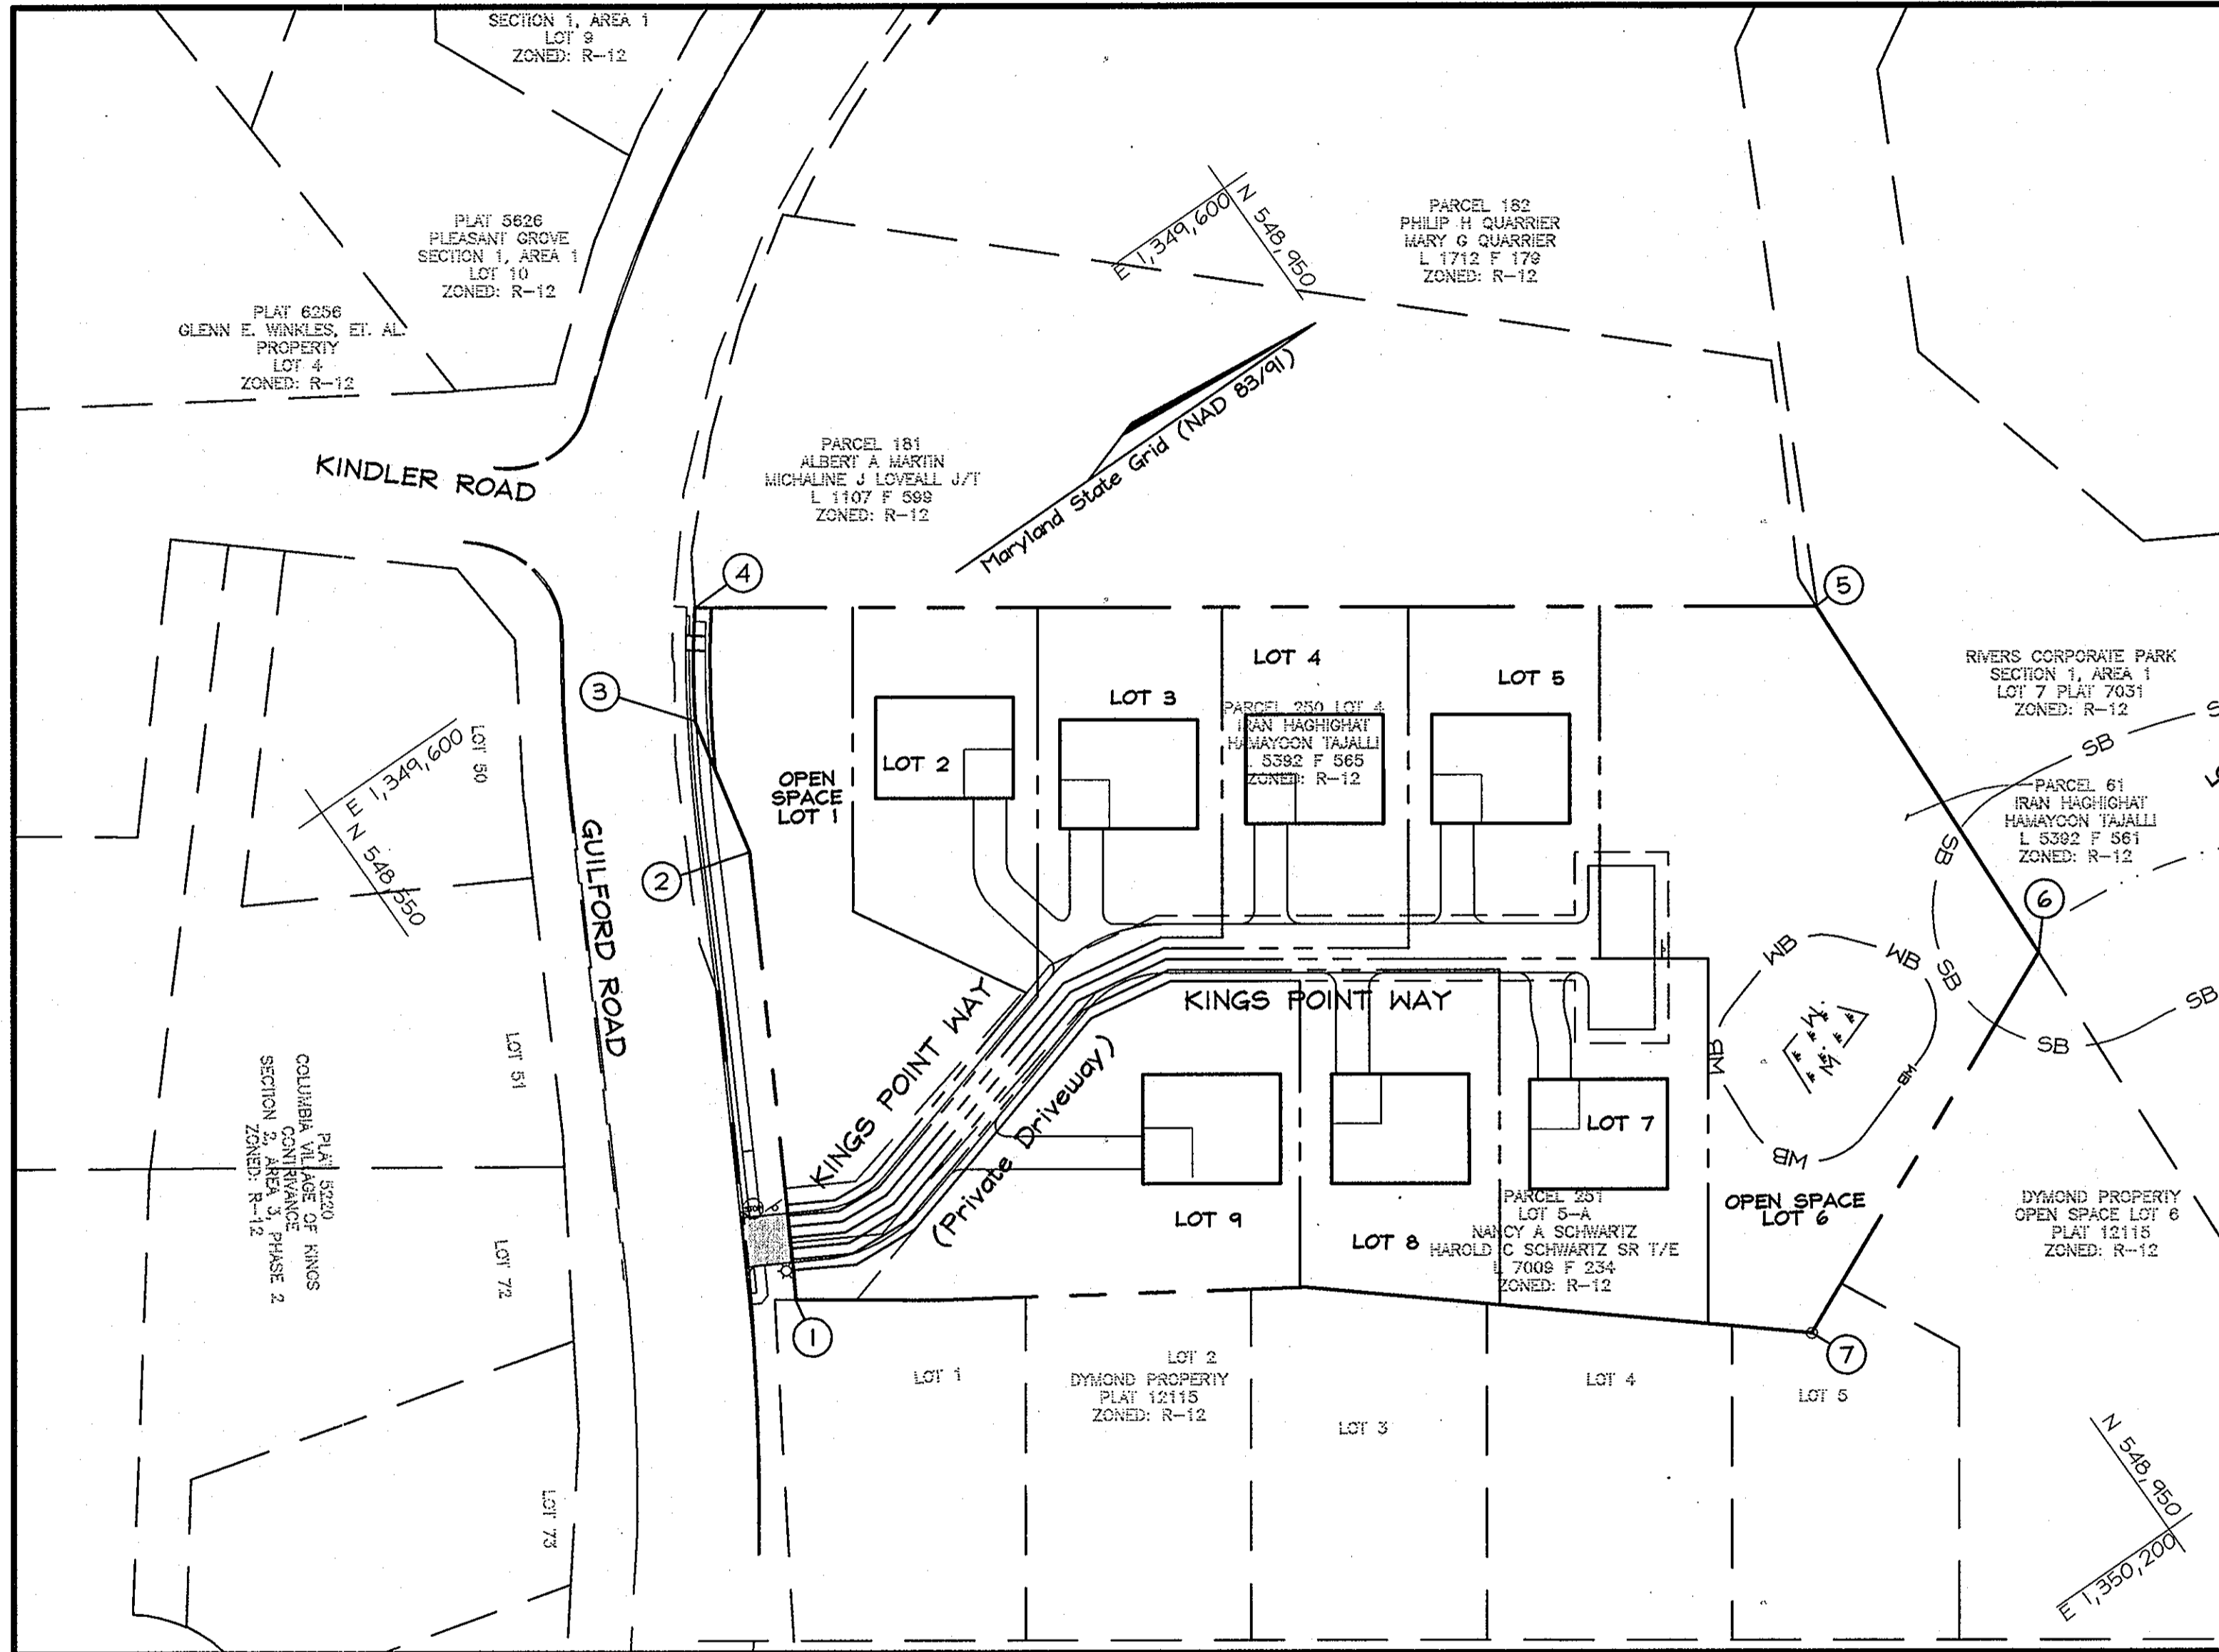 SECTION 1, AREA 1
LOT 9
ZONED: R-12
PLAT 5626
PLEASANT GROVE
SECTION 1, AREA 1
LOT 10
ZONED: R-12
PLAT 6256
GLENN E. WINKLES, ET. AL.
PROPERTY
LOT 4
ZONED: R-12
E 1,349,600
N 548,950
PARCEL 182
PHILIP H QUARRIER
MARY G QUARRIER
L 1712 F 179
ZONED: R-12
Maryland State Grid (NAD 83/91)
KINDLER ROAD
PARCEL 181
ALBERT A MARTIN
MICHALINE J LOVEALL J/T
L 1107 F 599
ZONED: R-12
4
5
3
2
6
LOT 3
LOT 4
LOT 5
PARCEL 250 LOT 4
IRAN HAGHIGHAT
HAMAYOON TAJALLI
L 5392 F 565
ZONED: R-12
LOT 2
OPEN
SPACE
LOT 1
RIVERS CORPORATE PARK
SECTION 1, AREA 1
LOT 7 PLAT 7031
ZONED: R-12
SB
PARCEL 61
IRAN HAGHIGHAT
HAMAYOON TAJALLI
L 5392 F 561
ZONED: R-12
SB
SB
SB
SB
WB
WB
WB
WB
WB
LOT 50
E 1,349,600
N 548,550
GUILFORD ROAD
LOT 51
PLAT 5220
COLUMBIA VILLAGE OF KINGS
CONTRIVANCE
SECTION 2, AREA 3, PHASE 2
ZONED: R-12
LOT 72
LOT 73
KINGS POINT WAY
KINGS POINT WAY
(Private Driveway)
LOT 9
LOT 8
LOT 7
PARCEL 251
LOT 5-A
NANCY A SCHWARTZ
HAROLD C SCHWARTZ SR T/E
L 7009 F 234
ZONED: R-12
OPEN SPACE
LOT 6
DYMOND PROPERTY
OPEN SPACE LOT 6
PLAT 12115
ZONED: R-12
1
7
LOT 1
LOT 2
DYMOND PROPERTY
PLAT 12115
ZONED: R-12
LOT 3
LOT 4
LOT 5
N 548,950
E 1,350,200